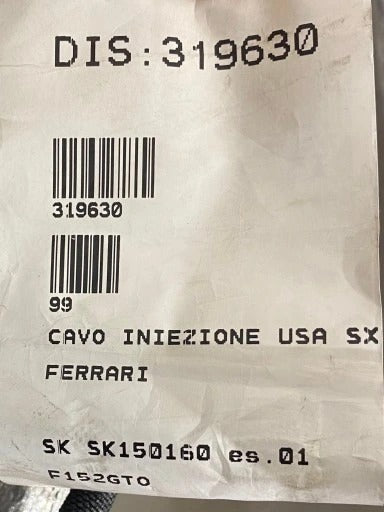 DIS:319630
319630
99
CAVO INIEZIONE USA SX
FERRARI
SK SK150160 es.01
F152GTO